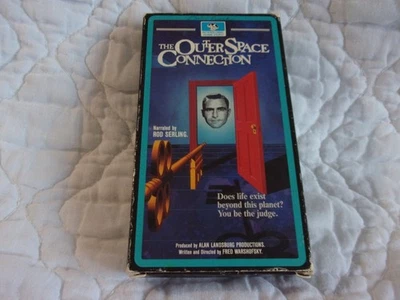 THE OUTER SPACE
CONNECTION
Narrated by
ROD SERLING.
Does life exist
beyond this planet?
You be the judge.
Produced by ALAN LANDSBURG PRODUCTIONS.
Written and Directed by FRED WARSHOFSKY.